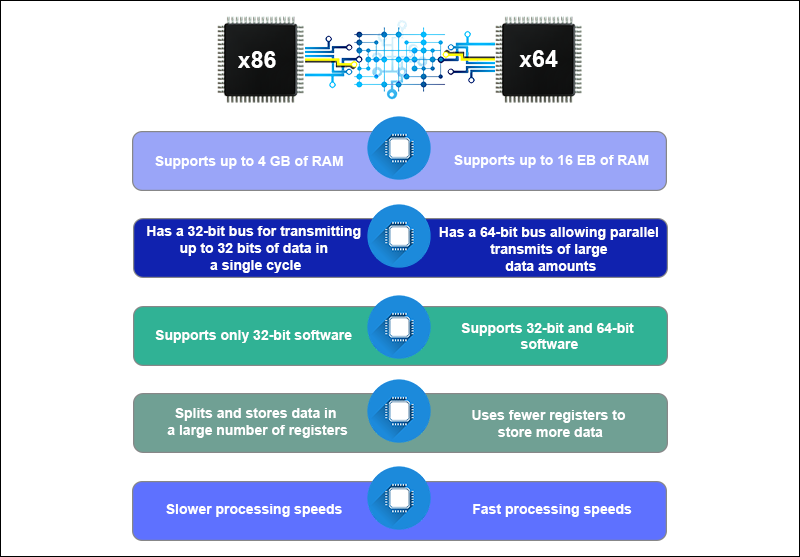 x86
x64
Supports up to 4 GB of RAM
Supports up to 16 EB of RAM
Has a 32-bit bus for transmitting
up to 32 bits of data in
a single cycle
Has a 64-bit bus allowing parallel
transmits of large
data amounts
Supports only 32-bit software
Supports 32-bit and 64-bit
software
Splits and stores data in
a large number of registers
Uses fewer registers to
store more data
Slower processing speeds
Fast processing speeds